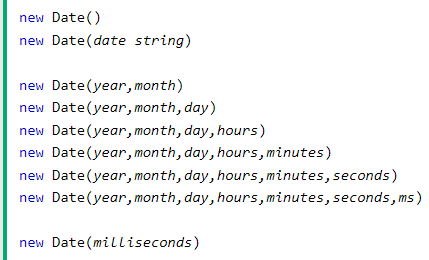 new Date()
new Date(date string)
new Date(year,month)
new Date(year,month,day)
new Date(year,month,day,hours)
new Date(year,month,day,hours,minutes)
new Date(year,month,day,hours,minutes,seconds)
new Date(year,month,day,hours,minutes,seconds,ms)
new Date(milliseconds)